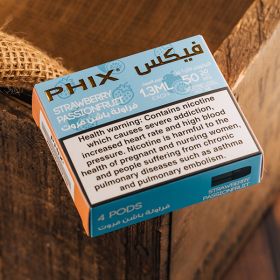 PHIX
فيكس
STRAWBERRY
PASSIONFRUIT
فراولة باشن فروت
1.3ML
50
Health warning: Contains nicotine
which causes severe addiction,
increased heart rate and high blood
pressure. Nicotine is harmful to the
health of pregnant and nursing women,
and people suffering from chronic
pulmonary diseases such as asthma
and pulmonary embolism.
4 PODS
فراولة باشن فروت
STRAWBERRY
PASSIONFRUIT